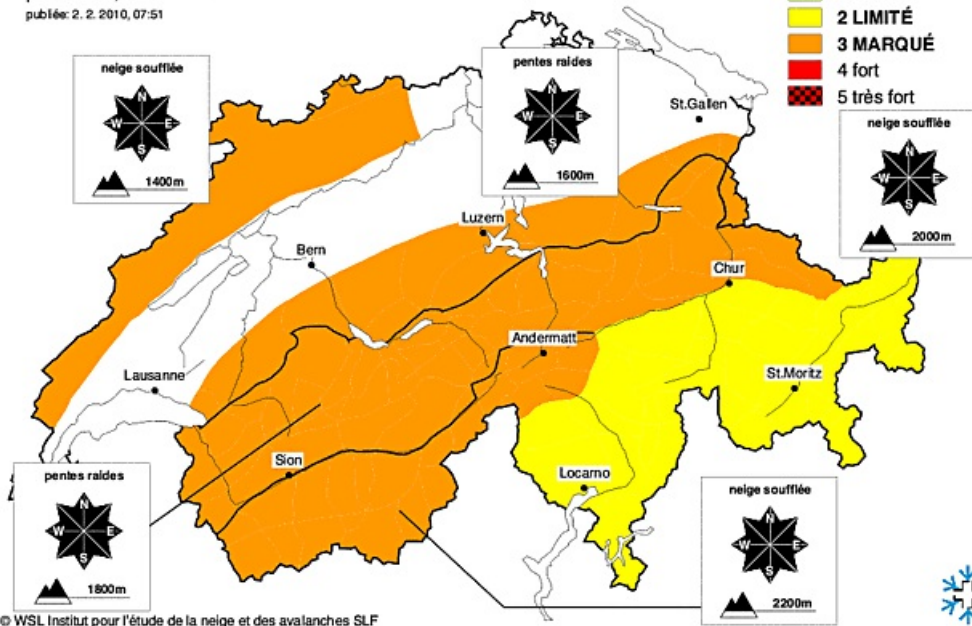 publiée: 2. 2. 2010, 07:51
2 LIMITÉ
3 MARQUÉ
4 fort
5 très fort
neige soufflée
N
W E
S
1400m
pentes raides
N
W E
S
1600m
neige soufflée
N
W E
S
2000m
St.Gallen
Luzern
Bern
Chur
Andermatt
Lausanne
St.Moritz
Sion
Locarno
pentes raides
N
W E
S
1800m
neige soufflée
N
W E
S
2200m
© WSL Institut pour l'étude de la neige et des avalanches SLF